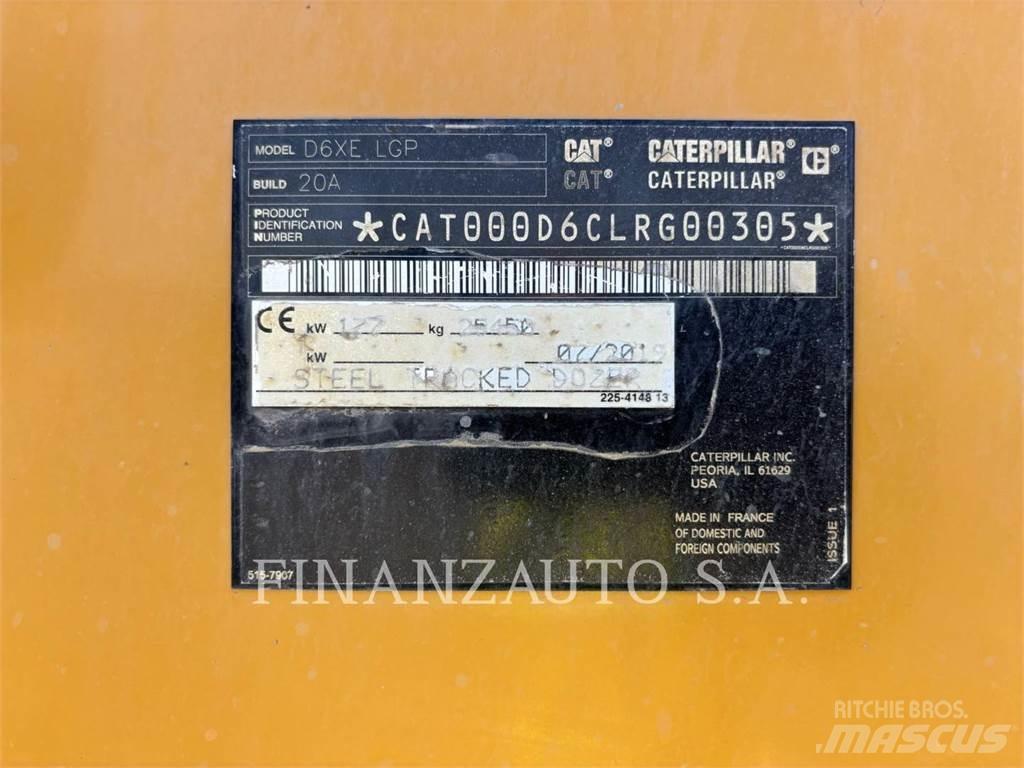 MODEL D6XE LGP
BUILD 20A
CAT® CATERPILLAR®
CAT® CATERPILLAR®
PRODUCT
IDENTIFICATION
NUMBER
*CAT000D6CLRG00305*
CE kW 177 kg
kW 07/2019
STEEL TRACKED DOZER
225-4148 13
CATERPILLAR INC.
PEORIA, IL 61629
USA
MADE IN FRANCE
OF DOMESTIC AND
FOREIGN COMPONENTS
ISSUE 1
515-7907
FINANZAUTO S.A.
RITCHIE BROS.
MASCUS